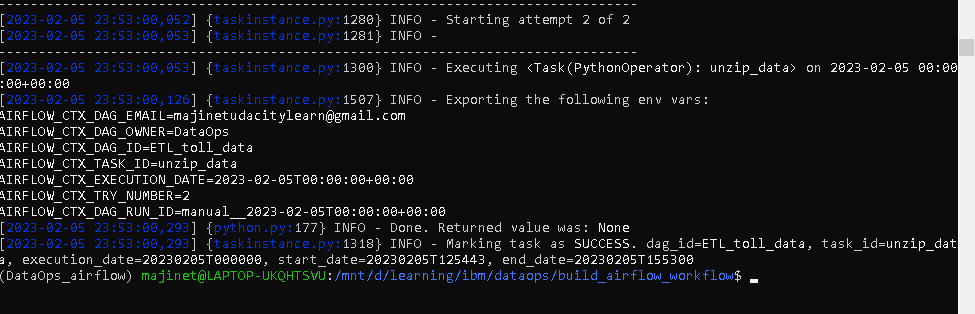 --------------------------------------------------------------------------------
[2023-02-05 23:53:00,052] {taskinstance.py:1280} INFO - Starting attempt 2 of 2
[2023-02-05 23:53:00,053] {taskinstance.py:1281} INFO -
--------------------------------------------------------------------------------
[2023-02-05 23:53:00,053] {taskinstance.py:1300} INFO - Executing <Task(PythonOperator): unzip_data> on 2023-02-05 00:00
:00+00:00
[2023-02-05 23:53:00,126] {taskinstance.py:1507} INFO - Exporting the following env vars:
AIRFLOW_CTX_DAG_EMAIL=majinetudacitylearn@gmail.com
AIRFLOW_CTX_DAG_OWNER=DataOps
AIRFLOW_CTX_DAG_ID=ETL_toll_data
AIRFLOW_CTX_TASK_ID=unzip_data
AIRFLOW_CTX_EXECUTION_DATE=2023-02-05T00:00:00+00:00
AIRFLOW_CTX_TRY_NUMBER=2
AIRFLOW_CTX_DAG_RUN_ID=manual__2023-02-05T00:00:00+00:00
[2023-02-05 23:53:00,293] {python.py:177} INFO - Done. Returned value was: None
[2023-02-05 23:53:00,293] {taskinstance.py:1318} INFO - Marking task as SUCCESS. dag_id=ETL_toll_data, task_id=unzip_dat
a, execution_date=20230205T000000, start_date=20230205T125443, end_date=20230205T155300
(DataOps_airflow) majinet@LAPTOP-UKQHTSVU:/mnt/d/learning/ibm/dataops/build_airflow_workflow$